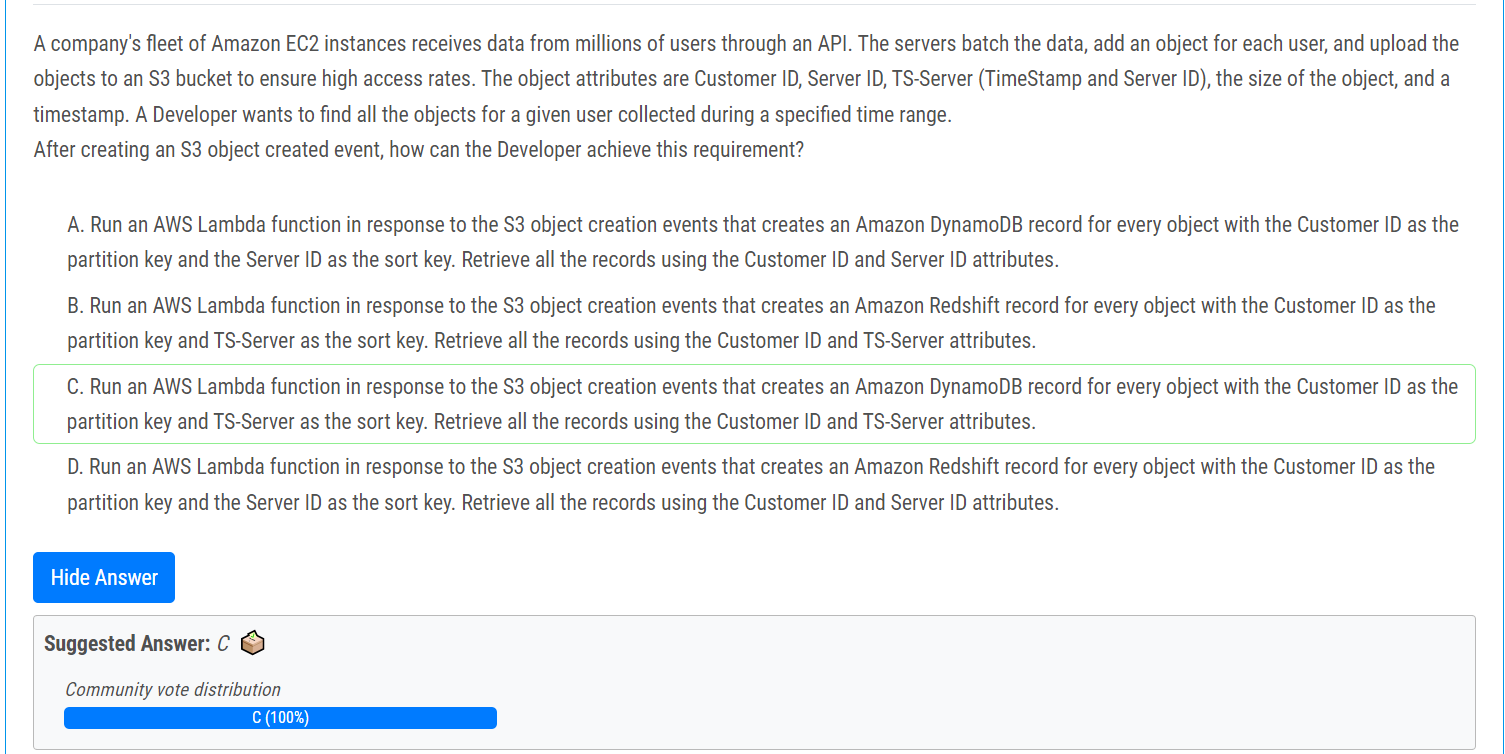 A company's fleet of Amazon EC2 instances receives data from millions of users through an API. The servers batch the data, add an object for each user, and upload the
objects to an S3 bucket to ensure high access rates. The object attributes are Customer ID, Server ID, TS-Server (TimeStamp and Server ID), the size of the object, and a
timestamp. A Developer wants to find all the objects for a given user collected during a specified time range.
After creating an S3 object created event, how can the Developer achieve this requirement?
A. Run an AWS Lambda function in response to the S3 object creation events that creates an Amazon DynamoDB record for every object with the Customer ID as the
partition key and the Server ID as the sort key. Retrieve all the records using the Customer ID and Server ID attributes.
B. Run an AWS Lambda function in response to the S3 object creation events that creates an Amazon Redshift record for every object with the Customer ID as the
partition key and TS-Server as the sort key. Retrieve all the records using the Customer ID and TS-Server attributes.
C. Run an AWS Lambda function in response to the S3 object creation events that creates an Amazon DynamoDB record for every object with the Customer ID as the
partition key and TS-Server as the sort key. Retrieve all the records using the Customer ID and TS-Server attributes.
D. Run an AWS Lambda function in response to the S3 object creation events that creates an Amazon Redshift record for every object with the Customer ID as the
partition key and the Server ID as the sort key. Retrieve all the records using the Customer ID and Server ID attributes.
Hide Answer
Suggested Answer: C
Community vote distribution
C (100%)